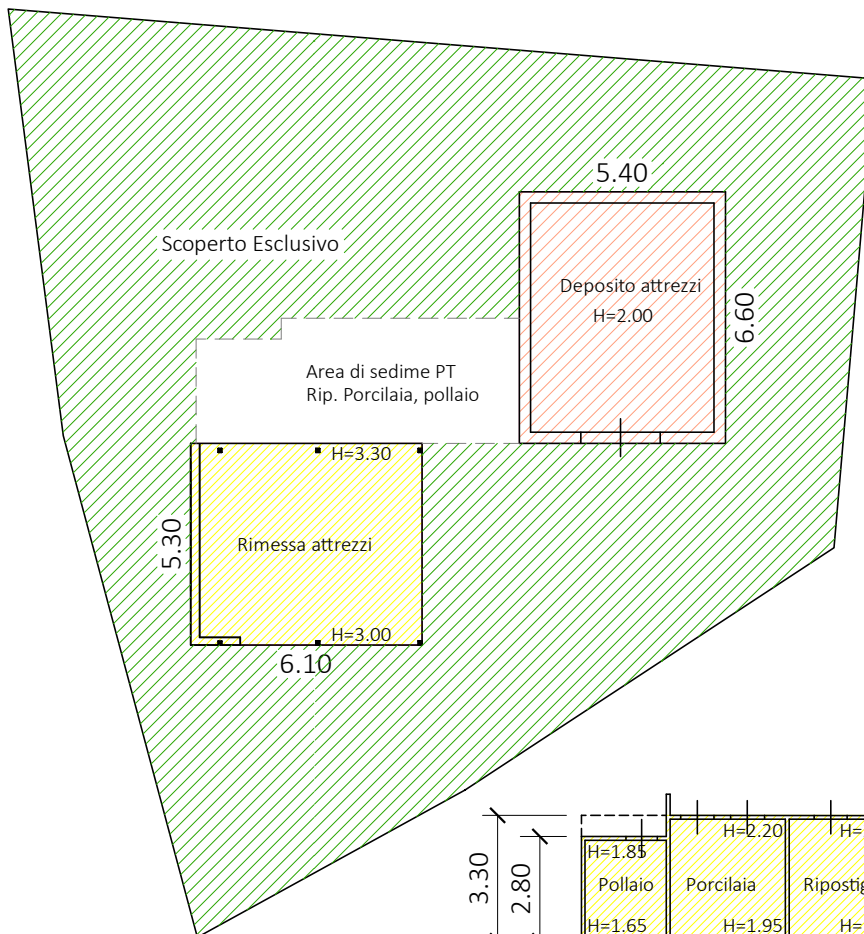 5.40
Scoperto Esclusivo
Deposito attrezzi
H=2.00
6.60
Area di sedime PT
Rip. Porcilaia, pollaio
H=3.30
5.30
Rimessa attrezzi
H=3.00
6.10
3.30
2.80
H=1.85
H=2.20
H=
Pollaio
Porcilaia
Ripostig
H=1.65
H=1.95
H=